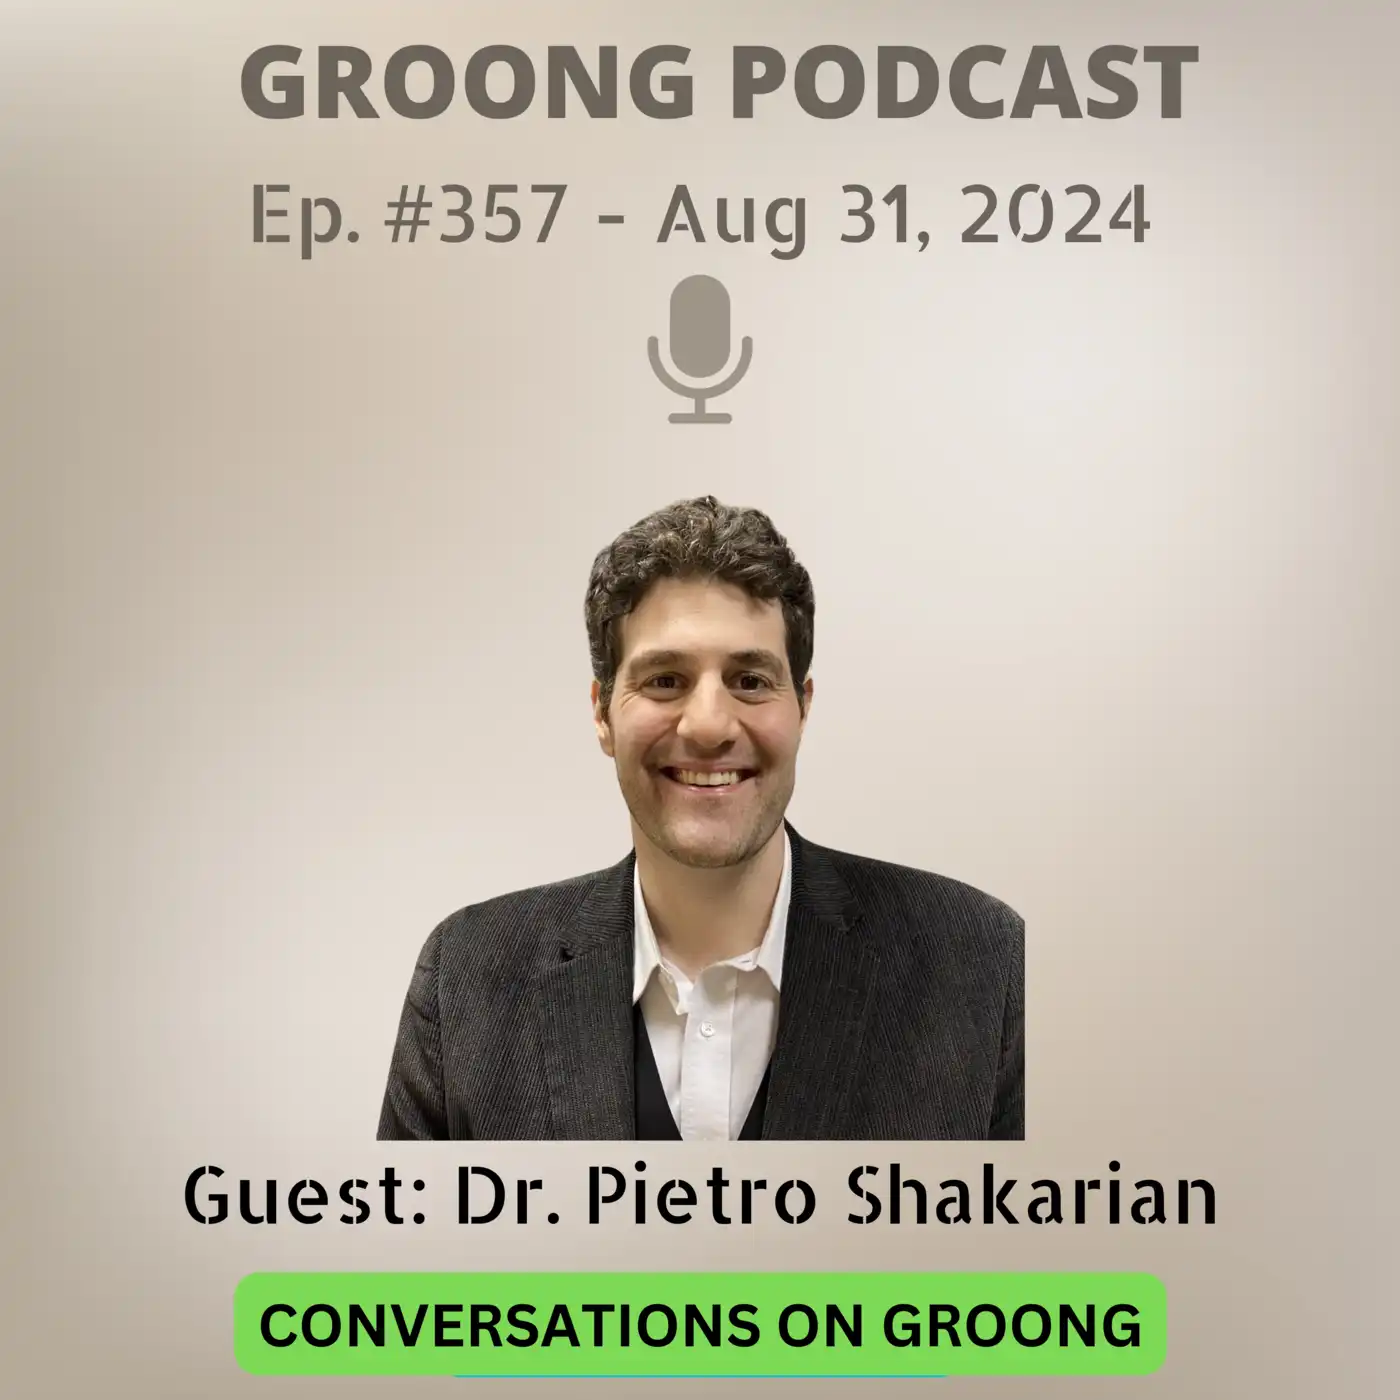 GROONG PODCAST
Ep. #357 - Aug 31, 2024
Guest: Dr. Pietro Shakarian
CONVERSATIONS ON GROONG